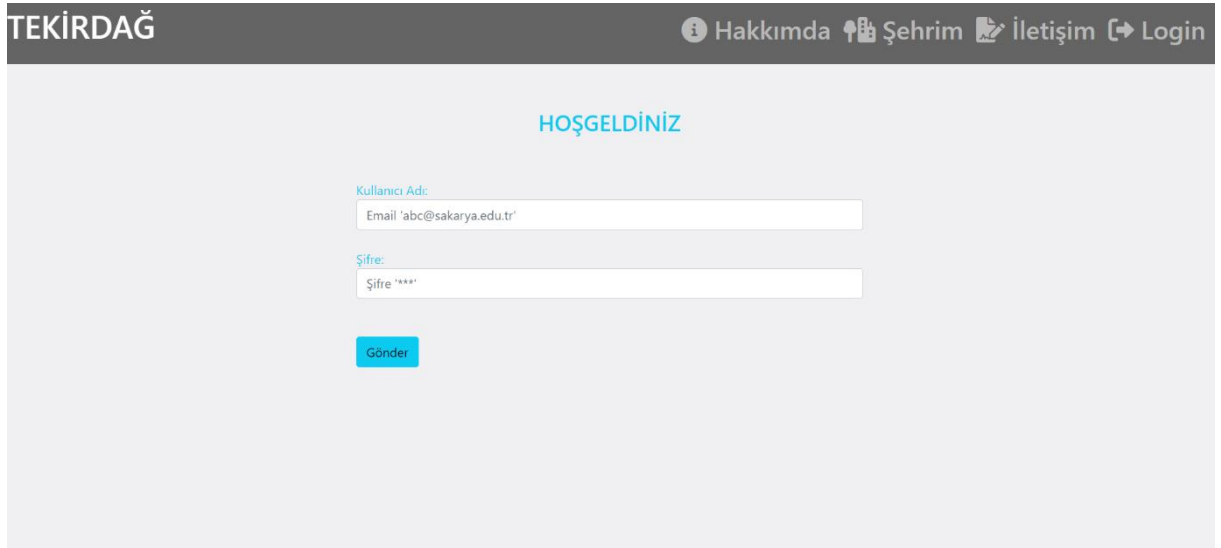 TEKİRDAĞ
Hakkımda Şehrim İletişim Login
HOŞGELDİNİZ
Kullanıcı Adı:
Email 'abc@sakarya.edu.tr'
Şifre:
Şifre '***'
Gönder